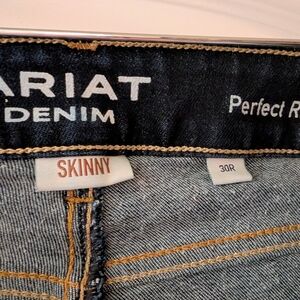 ARIAT
DENIM
Perfect R
SKINNY
30R